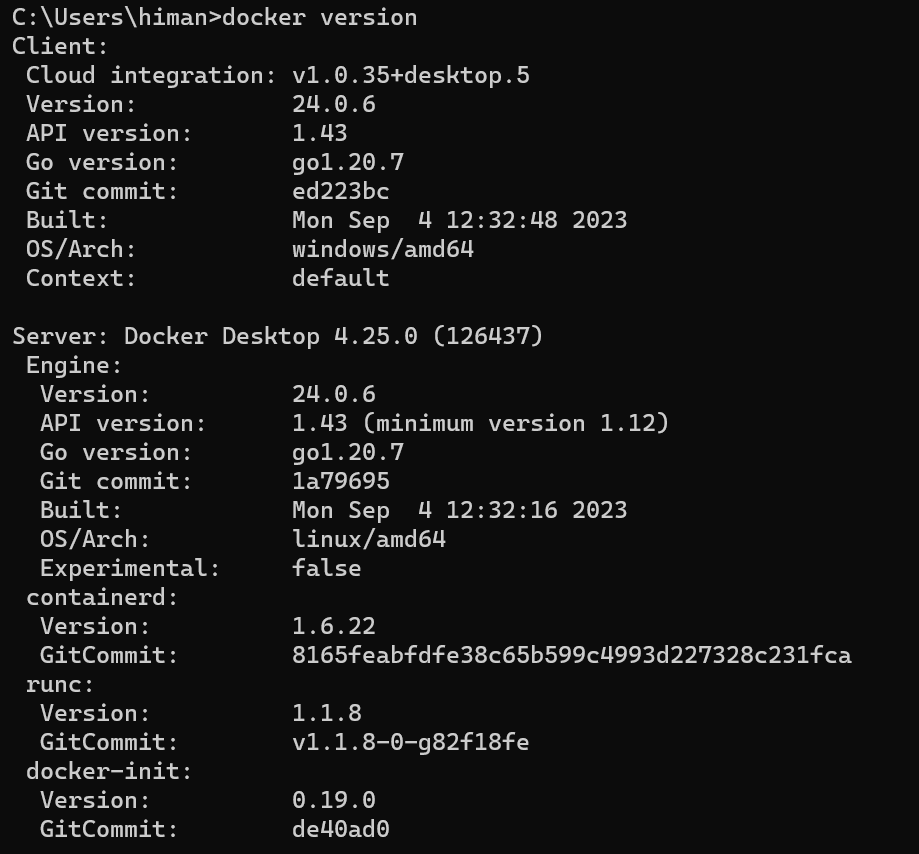 C:\Users\himan>docker version
Client:
 Cloud integration: v1.0.35+desktop.5
 Version:           24.0.6
 API version:       1.43
 Go version:        go1.20.7
 Git commit:        ed223bc
 Built:             Mon Sep  4 12:32:48 2023
 OS/Arch:           windows/amd64
 Context:           default

Server: Docker Desktop 4.25.0 (126437)
 Engine:
  Version:          24.0.6
  API version:      1.43 (minimum version 1.12)
  Go version:       go1.20.7
  Git commit:       1a79695
  Built:            Mon Sep  4 12:32:16 2023
  OS/Arch:          linux/amd64
  Experimental:     false
 containerd:
  Version:          1.6.22
  GitCommit:        8165feabfdfe38c65b599c4993d227328c231fca
 runc:
  Version:          1.1.8
  GitCommit:        v1.1.8-0-g82f18fe
 docker-init:
  Version:          0.19.0
  GitCommit:        de40ad0